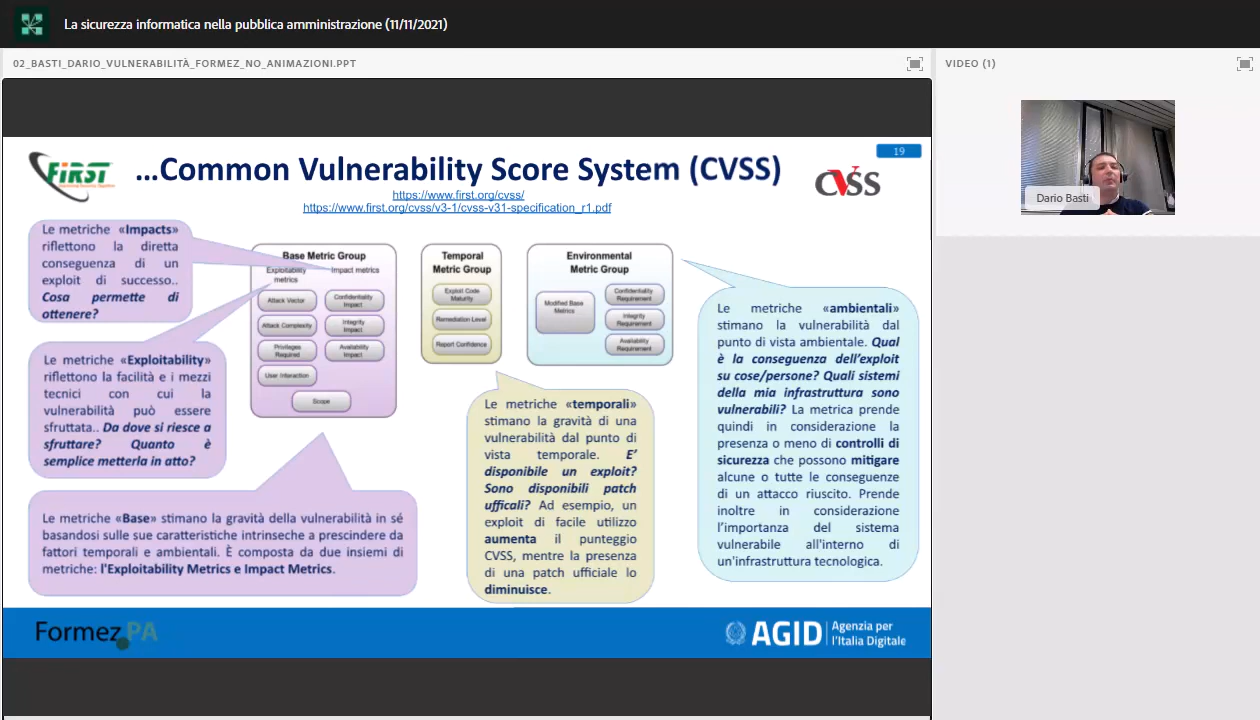 La sicurezza informatica nella pubblica amministrazione (11/11/2021)
02_BASTI_DARIO_VULNERABILITÀ_FORMEZ_NO_ANIMAZIONI.PPT
VIDEO (1)
Dario Basti
FiRST
...Common Vulnerability Score System (CVSS)
19
CVSS
https://www.first.org/cvss/
https://www.first.org/cvss/v3-1/cvss-v31-specification_r1.pdf
Le metriche «Impacts»
riflettono la diretta
conseguenza di un
exploit di successo..
Cosa permette di
ottenere?
Le metriche «Exploitability»
riflettono la facilità e i mezzi
tecnici con cui la
vulnerabilità può essere
sfruttata.. Da dove si riesce a
sfruttare? Quanto è
semplice metterla in atto?
Le metriche «Base» stimano la gravità della vulnerabilità in sé
basandosi sulle sue caratteristiche intrinseche a prescindere da
fattori temporali e ambientali. È composta da due insiemi di
metriche: l'Exploitability Metrics e Impact Metrics.
Base Metric Group
Exploitability
metrics
Impact metrics
Attack Vector
Confidentiality
Impact
Attack Complexity
Integrity
Impact
Privileges
Required
Availability
Impact
User Interaction
Scope
Temporal
Metric Group
Exploit Code
Maturity
Remediation Level
Report Confidence
Environmental
Metric Group
Modified Base
Metrics
Confidentiality
Requirement
Integrity
Requirement
Availability
Requirement
Le metriche «temporali»
stimano la gravità di una
vulnerabilità dal punto di
vista temporale. E'
disponibile un exploit?
Sono disponibili patch
ufficali? Ad esempio, un
exploit di facile utilizzo
aumenta il punteggio
CVSS, mentre la presenza
di una patch ufficiale lo
diminuisce.
Le metriche «ambientali»
stimano la vulnerabilità dal
punto di vista ambientale. Qual
è la conseguenza dell'exploit
su cose/persone? Quali sistemi
della mia infrastruttura sono
vulnerabili? La metrica prende
quindi in considerazione la
presenza o meno di controlli di
sicurezza che possono mitigare
alcune o tutte le conseguenze
di un attacco riuscito. Prende
inoltre in considerazione
l'importanza del sistema
vulnerabile all'interno di
un'infrastruttura tecnologica.
Formez PA
AGID
Agenzia per
l'Italia Digitale